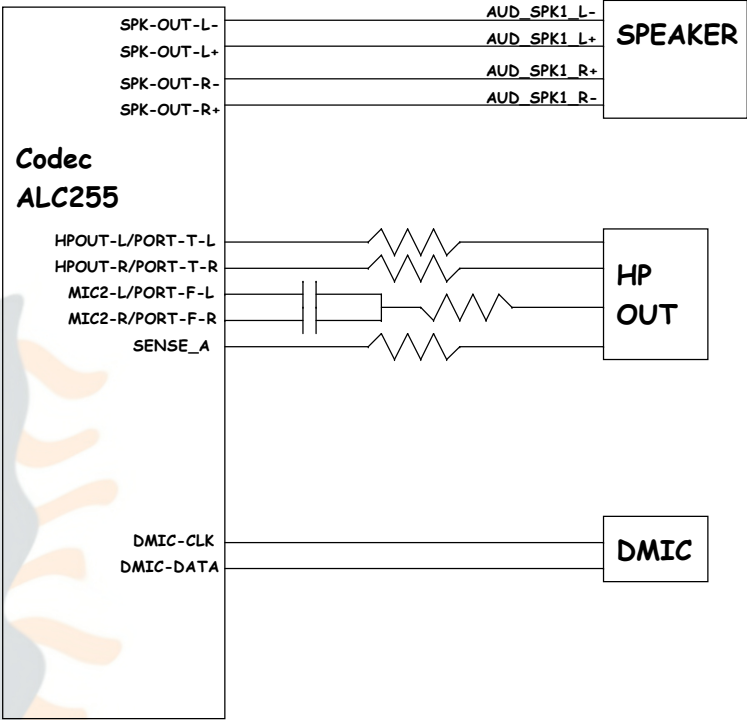 SPK-OUT-L- AUD_SPK1_L-
SPK-OUT-L+ AUD_SPK1_L+
SPK-OUT-R- AUD_SPK1_R+
SPK-OUT-R+ AUD_SPK1_R-
SPEAKER
Codec
ALC255
HPOUT-L/PORT-T-L
HPOUT-R/PORT-T-R
MIC2-L/PORT-F-L
MIC2-R/PORT-F-R
SENSE_A
HP
OUT
DMIC-CLK
DMIC-DATA
DMIC